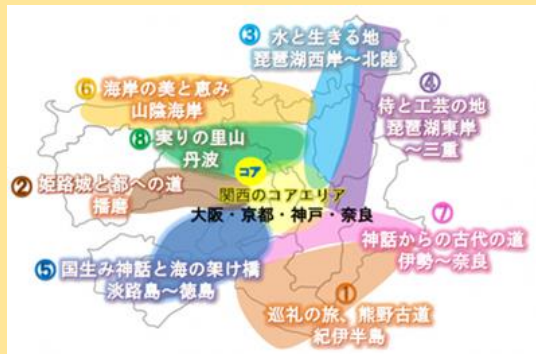 ③ 水と生きる地
琵琶湖西岸～北陸
⑥ 海岸の美と恵み
山陰海岸
④
侍と工芸の地
琵琶湖東岸
～三重
⑧ 実りの里山
丹波
コア
関西のコアエリア
大阪・京都・神戸・奈良
② 姫路城と都への道
播磨
⑦
神話からの古代の道
伊勢～奈良
⑤ 国生み神話と海の架け橋
淡路島～徳島
①
巡礼の旅、熊野古道
紀伊半島